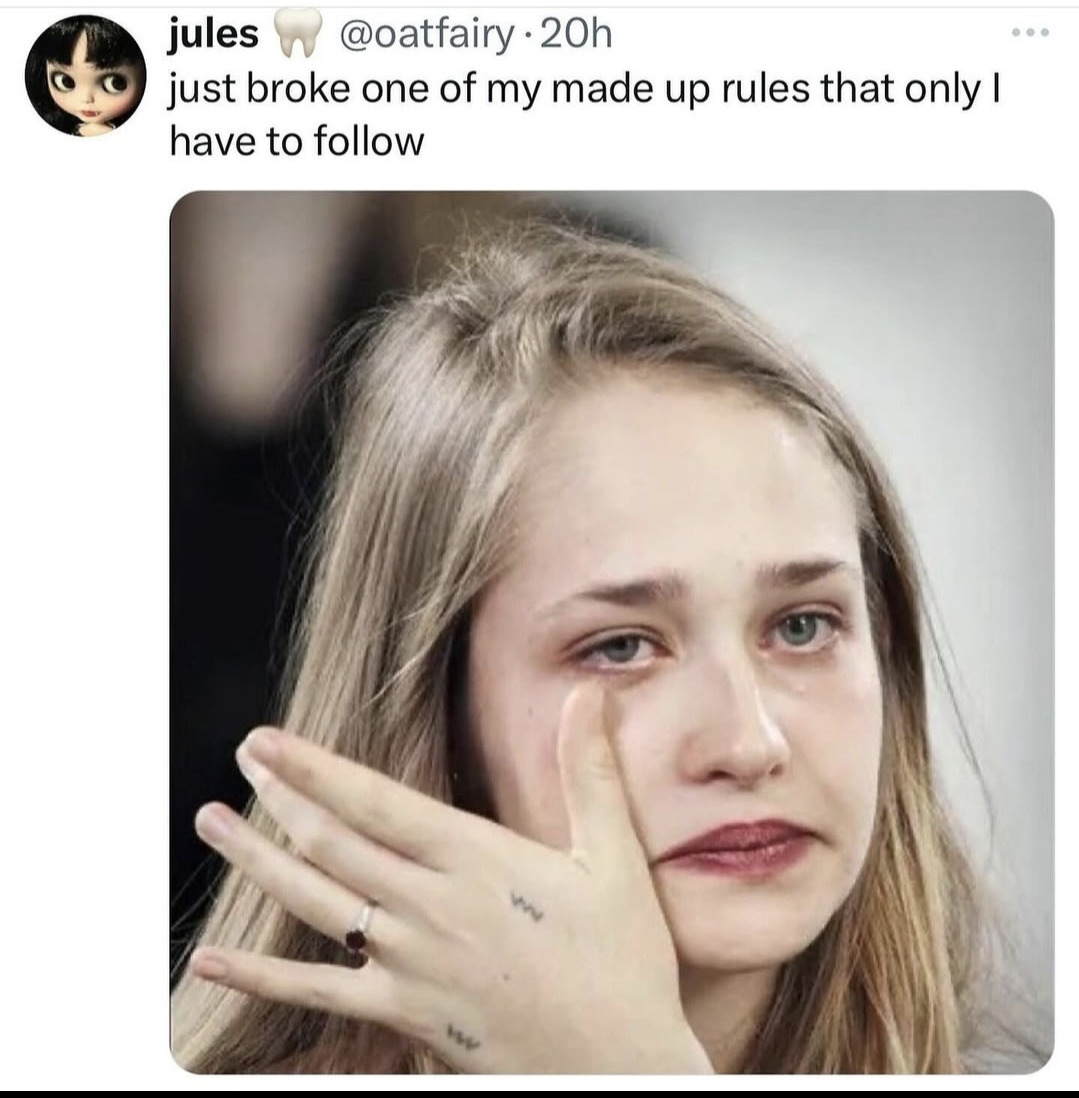 jules 🦷 @oatfairy · 20h
just broke one of my made up rules that only I
have to follow